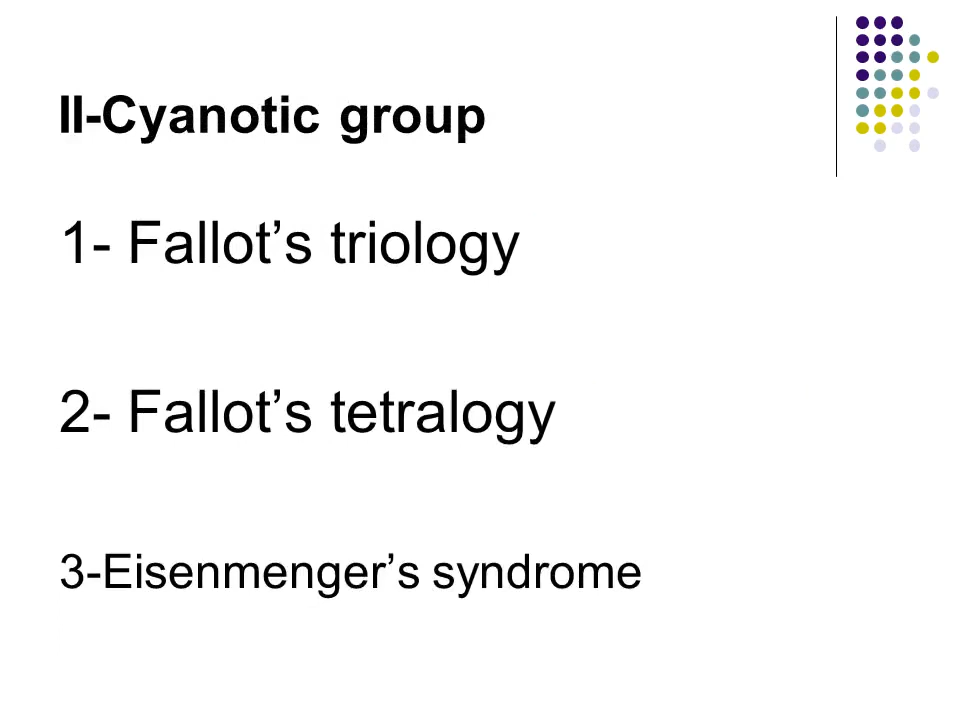 II-Cyanotic group
1- Fallot’s triology
2- Fallot’s tetralogy
3-Eisenmenger’s syndrome